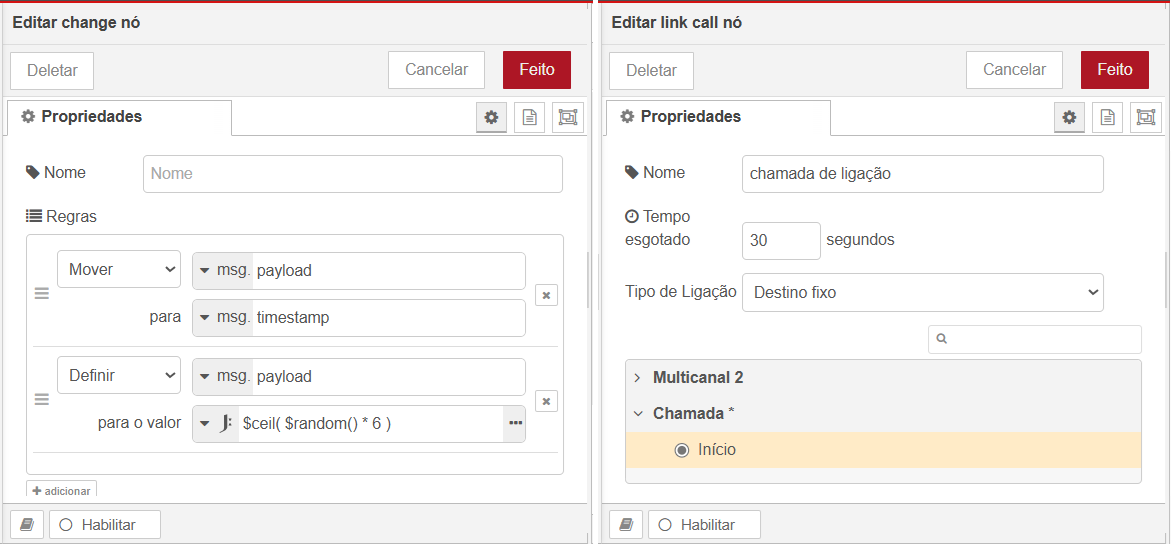 Editar change nó
Deletar
Cancelar
Feito
Propriedades
Nome
Nome
Regras
Mover
msg. payload
para
msg. timestamp
Definir
msg. payload
para o valor
J: $ceil( $random() * 6 )
adicionar
Habilitar
Editar link call nó
Deletar
Cancelar
Feito
Propriedades
Nome
chamada de ligação
Tempo
esgotado
30
segundos
Tipo de Ligação
Destino fixo
Multicanal 2
Chamada *
Início
Habilitar